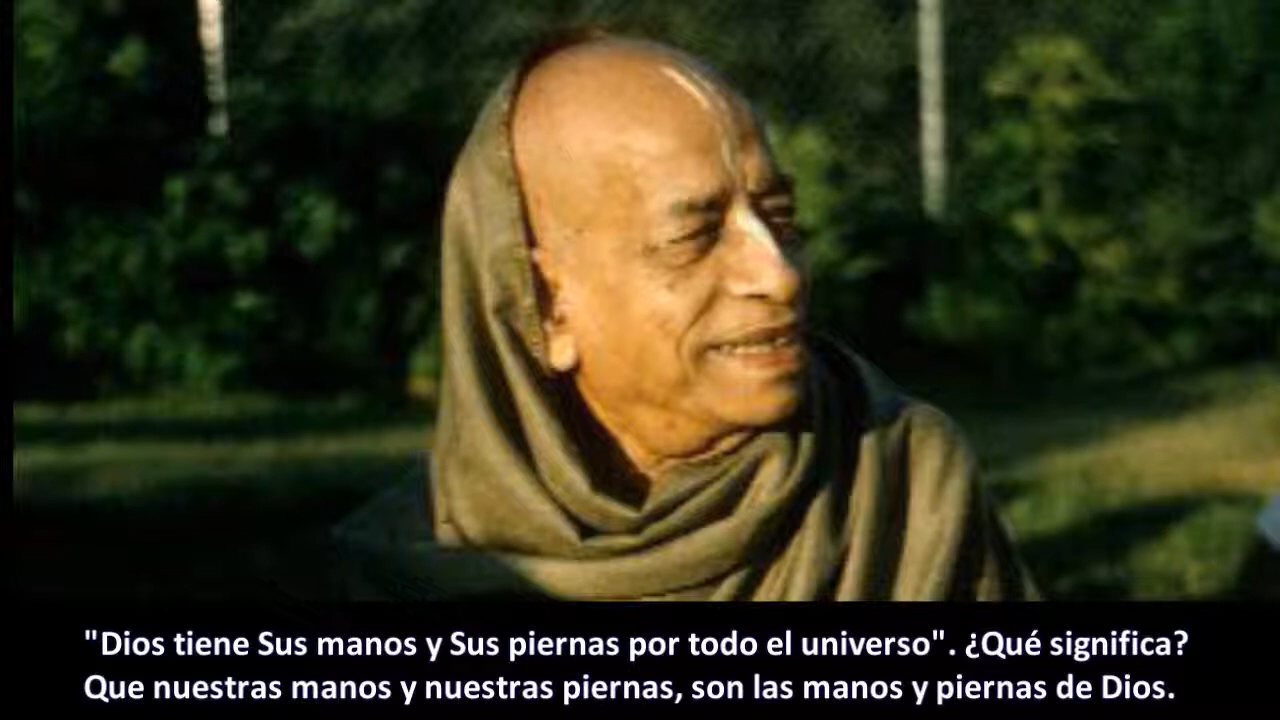 "Dios tiene Sus manos y Sus piernas por todo el universo". ¿Qué significa?
Que nuestras manos y nuestras piernas, son las manos y piernas de Dios.